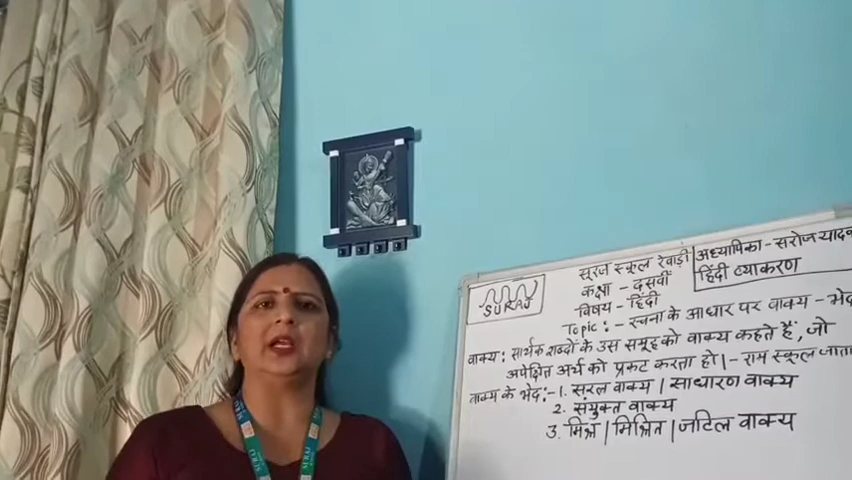 सूरज स्कूल रेवाड़ी
अध्यापिका - सरोज यादव
कक्षा - दसवीं
हिंदी व्याकरण
SURAJ
विषय - हिंदी
Topic :- रचना के आधार पर वाक्य - भेद
वाक्य : सार्थक शब्दों के उस समूह को वाक्य कहते हैं, जो
अपेक्षित अर्थ को प्रकट करता हो। - राम स्कूल जाता
वाक्य के भेद :- 1. सरल वाक्य | साधारण वाक्य
2. संयुक्त वाक्य
3. मिश्र | मिश्रित | जटिल वाक्य